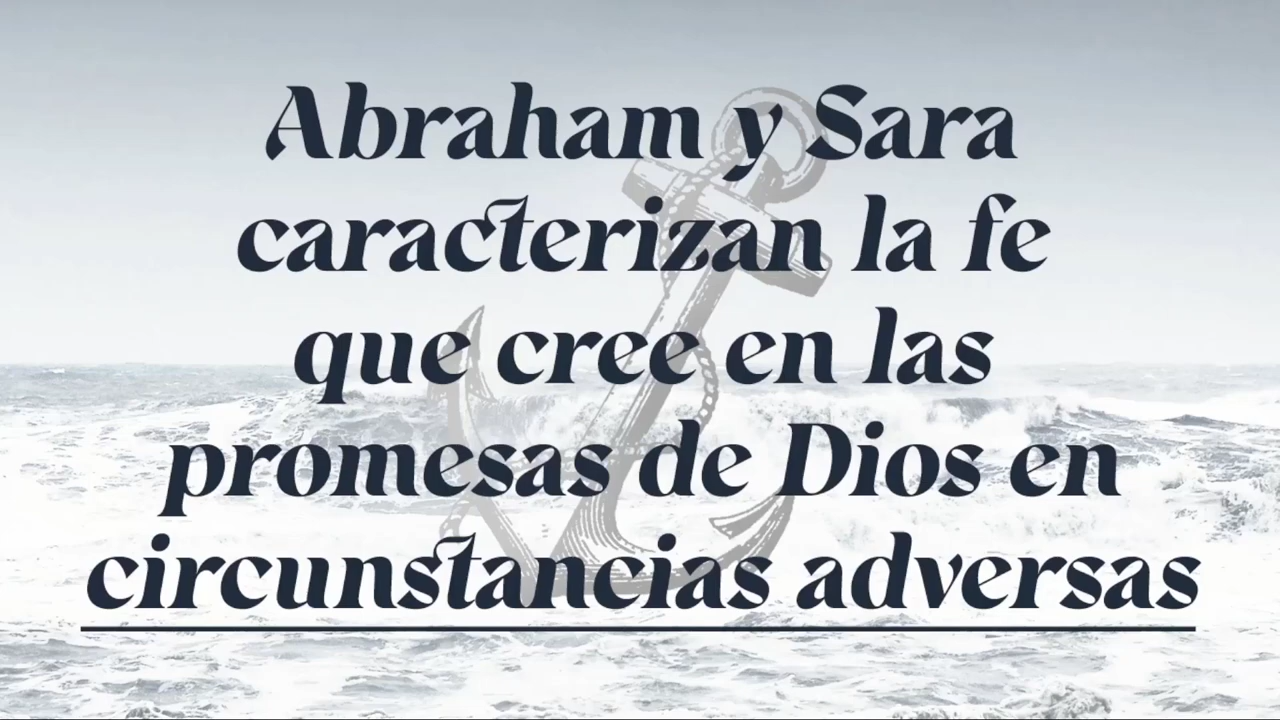 Abraham y Sara
caracterizan la fe
que cree en las
promesas de Dios en
circunstancias adversas